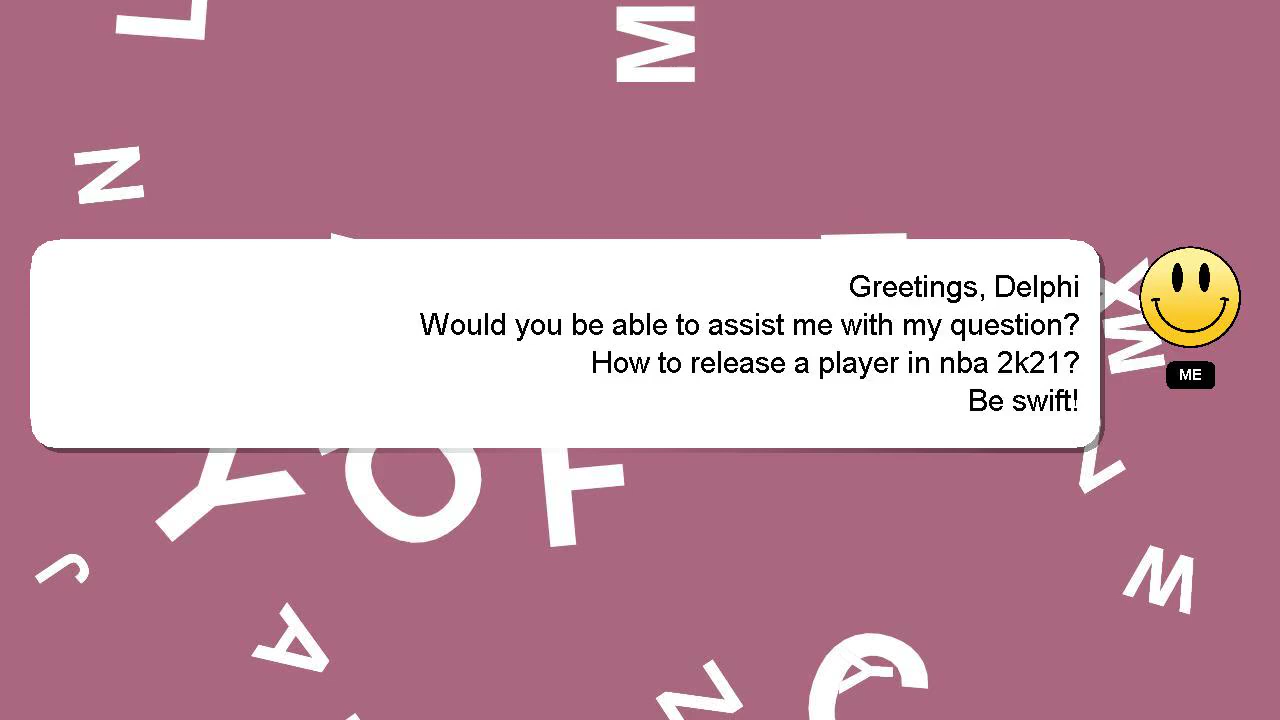 L
M
N
Greetings, Delphi
Would you be able to assist me with my question?
How to release a player in nba 2k21?
Be swift!
ME
X
M
Y
O
F
V
J
W
A
N
C
A